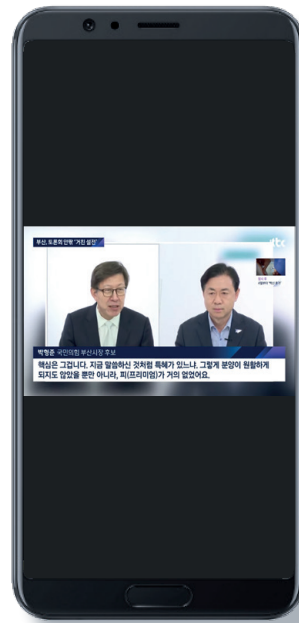 부산, 토론회 안팎 "거친 설전"
jtbc
박형준 국민의힘 부산시장 후보
핵심은 그겁니다. 지금 말씀하신 것처럼 특혜가 있느냐. 그렇게 분양이 원활하게
되지도 않았을 뿐만 아니라, 피(프리미엄)가 거의 없었어요.